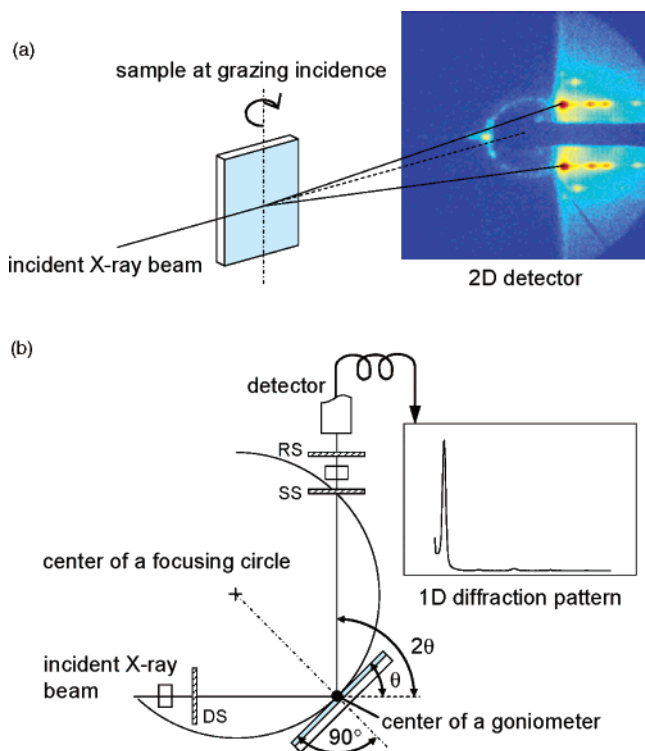 (a)
sample at grazing incidence
incident X-ray beam
2D detector
(b)
detector
RS
SS
center of a focusing circle
1D diffraction pattern
2θ
incident X-ray
beam
θ
DS
center of a goniometer
90°